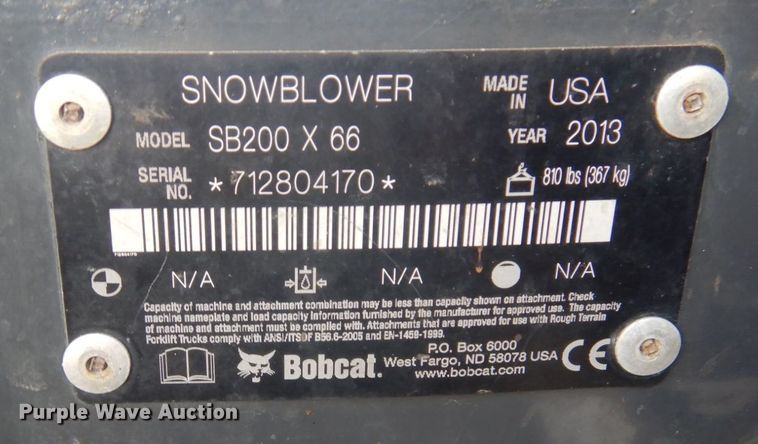 SNOWBLOWER
MADE IN USA
MODEL SB200 X 66
YEAR 2013
SERIAL NO. *712804170*
810 lbs (367 kg)
712804170
N/A N/A N/A
Capacity of machine and attachment combination may be less than capacity shown on attachment. Check
machine nameplate and load capacity information furnished by the manufacturer for approved use. The capacity
of machine and attachment must be complied with. Attachments that are approved for use with Rough Terrain
Forklift Trucks comply with ANSI/ITSDF B56.6-2005 and EN-1459-1999.
Bobcat.
P.O. Box 6000
West Fargo, ND 58078 USA
www.bobcat.com
CE
Purple Wave Auction